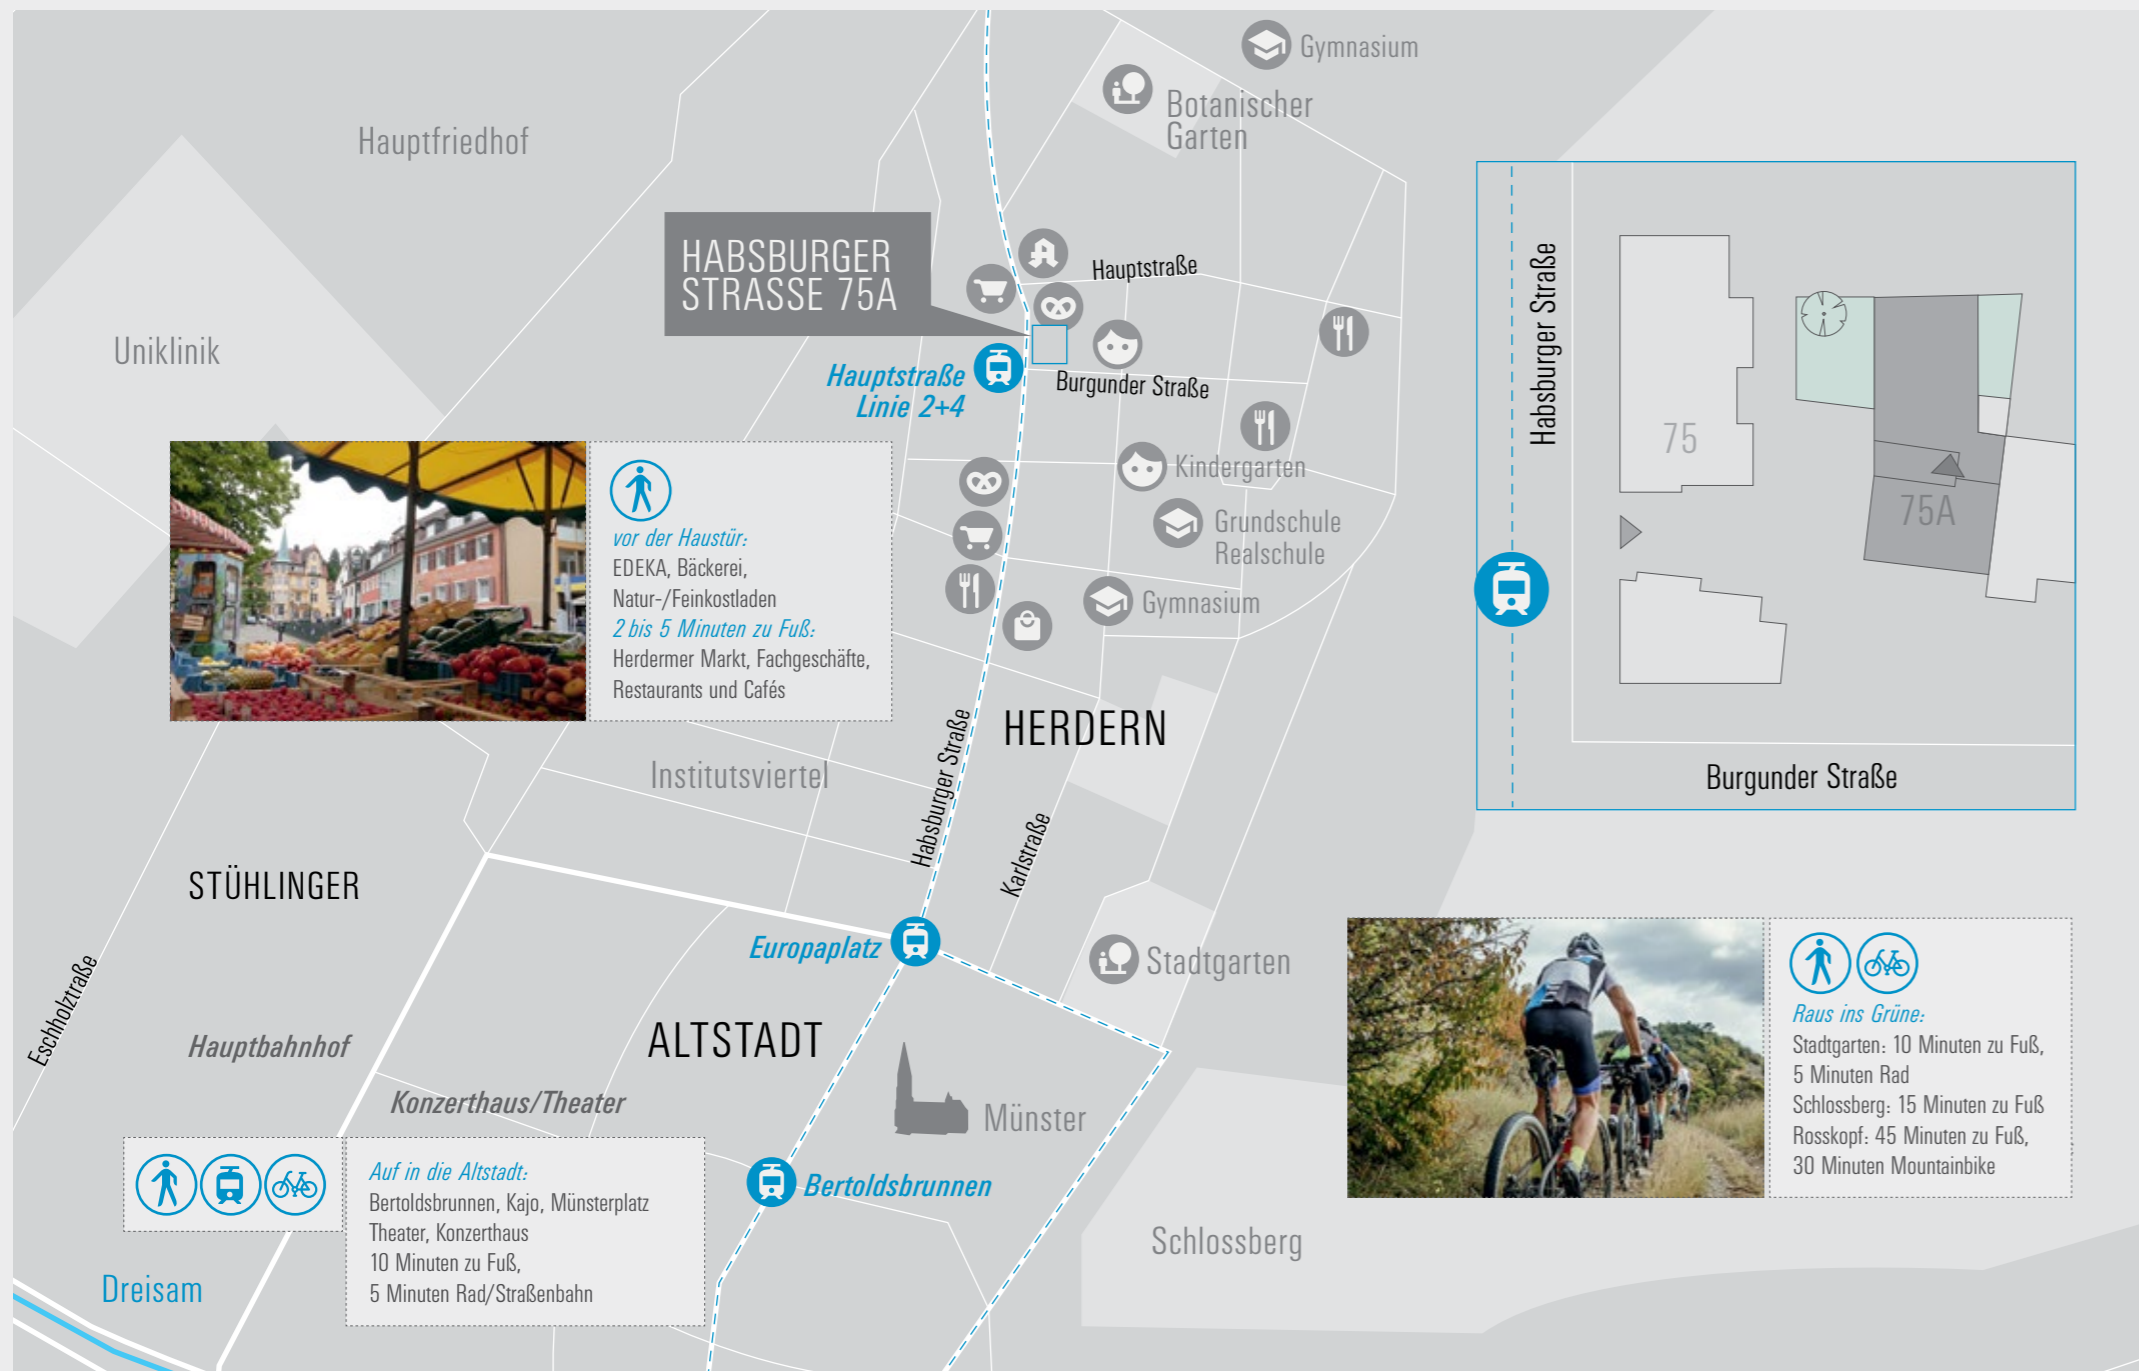 Gymnasium
Botanischer
Garten
Hauptfriedhof
HABSBURGER
STRASSE 75A
Hauptstraße
Uniklinik
Hauptstraße
Linie 2+4
Burgunder Straße
Kindergarten
Grundschule
Realschule
Gymnasium
vor der Haustür:
EDEKA, Bäckerei,
Natur-/Feinkostladen
2 bis 5 Minuten zu Fuß:
Herdermer Markt, Fachgeschäfte,
Restaurants und Cafés
Habsburger Straße
75
75A
Burgunder Straße
HERDERN
Institutsviertel
Habsburger Straße
Karlstraße
STÜHLINGER
Europaplatz
Stadtgarten
Eschholztraße
Hauptbahnhof
ALTSTADT
Konzerthaus/Theater
Münster
Bertoldsbrunnen
Schlossberg
Raus ins Grüne:
Stadtgarten: 10 Minuten zu Fuß,
5 Minuten Rad
Schlossberg: 15 Minuten zu Fuß
Rosskopf: 45 Minuten zu Fuß,
30 Minuten Mountainbike
Auf in die Altstadt:
Bertoldsbrunnen, Kajo, Münsterplatz
Theater, Konzerthaus
10 Minuten zu Fuß,
5 Minuten Rad/Straßenbahn
Dreisam